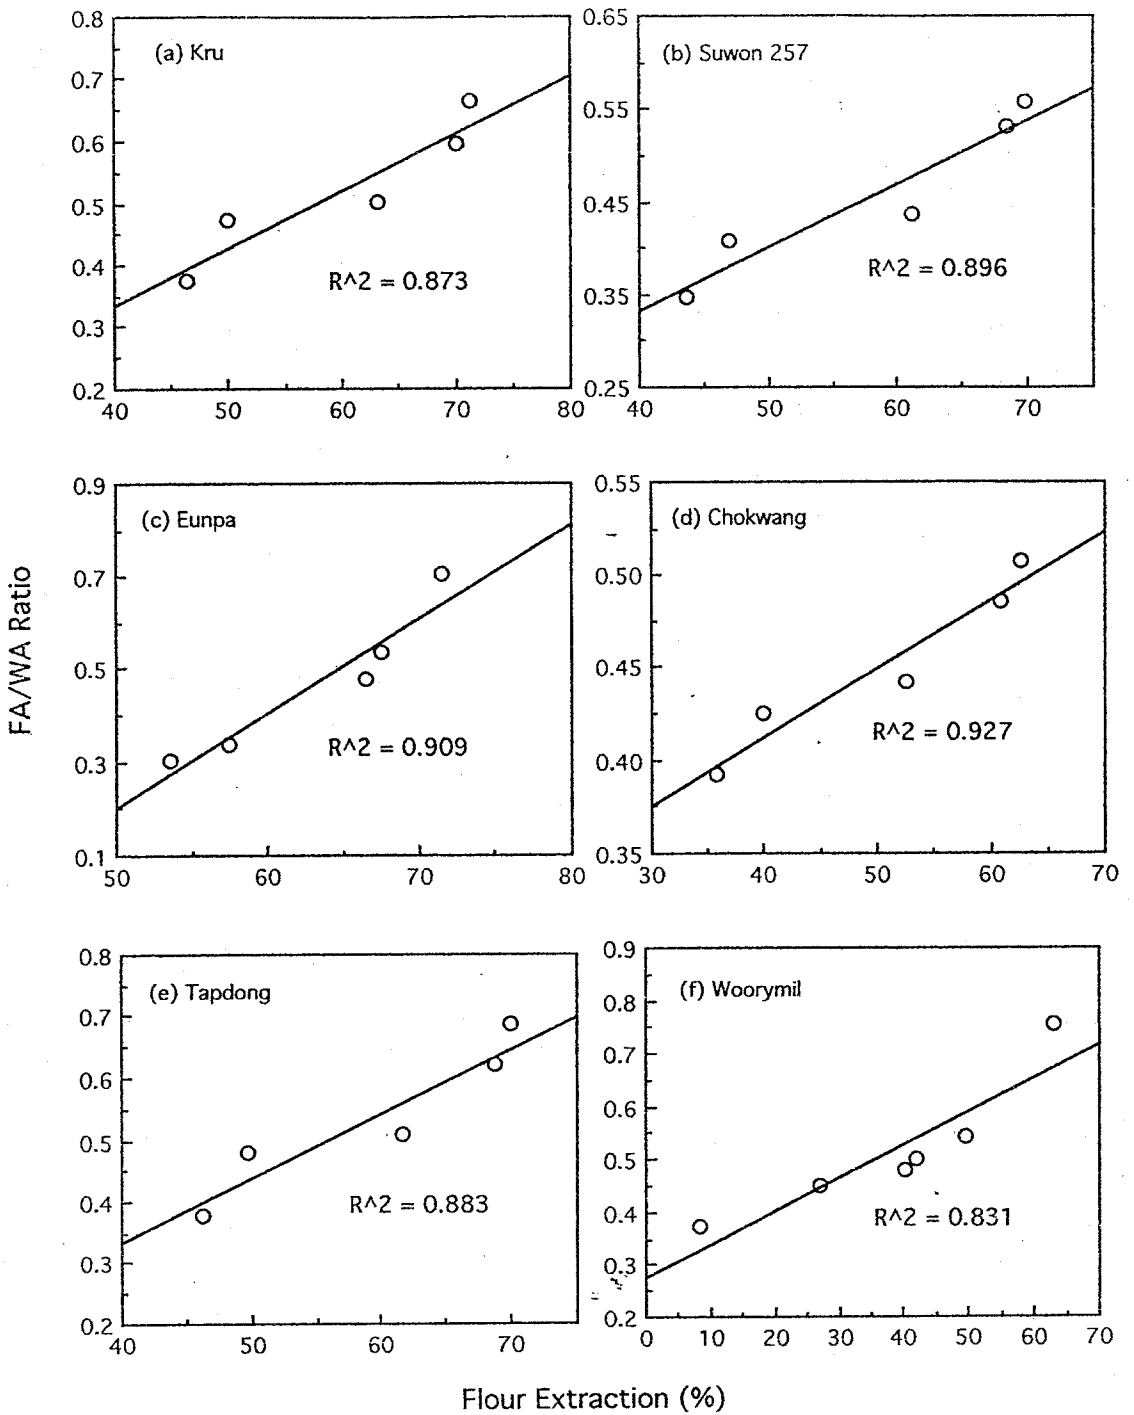 0.8
(a) Kru
0.7
0.6
0.5
0.4
R^2 = 0.873
0.3
0.2
40 50 60 70 80
0.65
(b) Suwon 257
0.55
0.45
R^2 = 0.896
0.35
0.25
40 50 60 70
FA/WA Ratio
0.9
(c) Eunpa
0.7
0.5
R^2 = 0.909
0.3
0.1
50 60 70 80
0.55
(d) Chokwang
0.50
0.45
R^2 = 0.927
0.40
0.35
30 40 50 60 70
0.8
(e) Tapdong
0.7
0.6
0.5
0.4
R^2 = 0.883
0.3
0.2
40 50 60 70
0.9
(f) Woorymil
0.8
0.7
0.6
0.5
0.4
R^2 = 0.831
0.3
0.2
0 10 20 30 40 50 60 70
Flour Extraction (%)